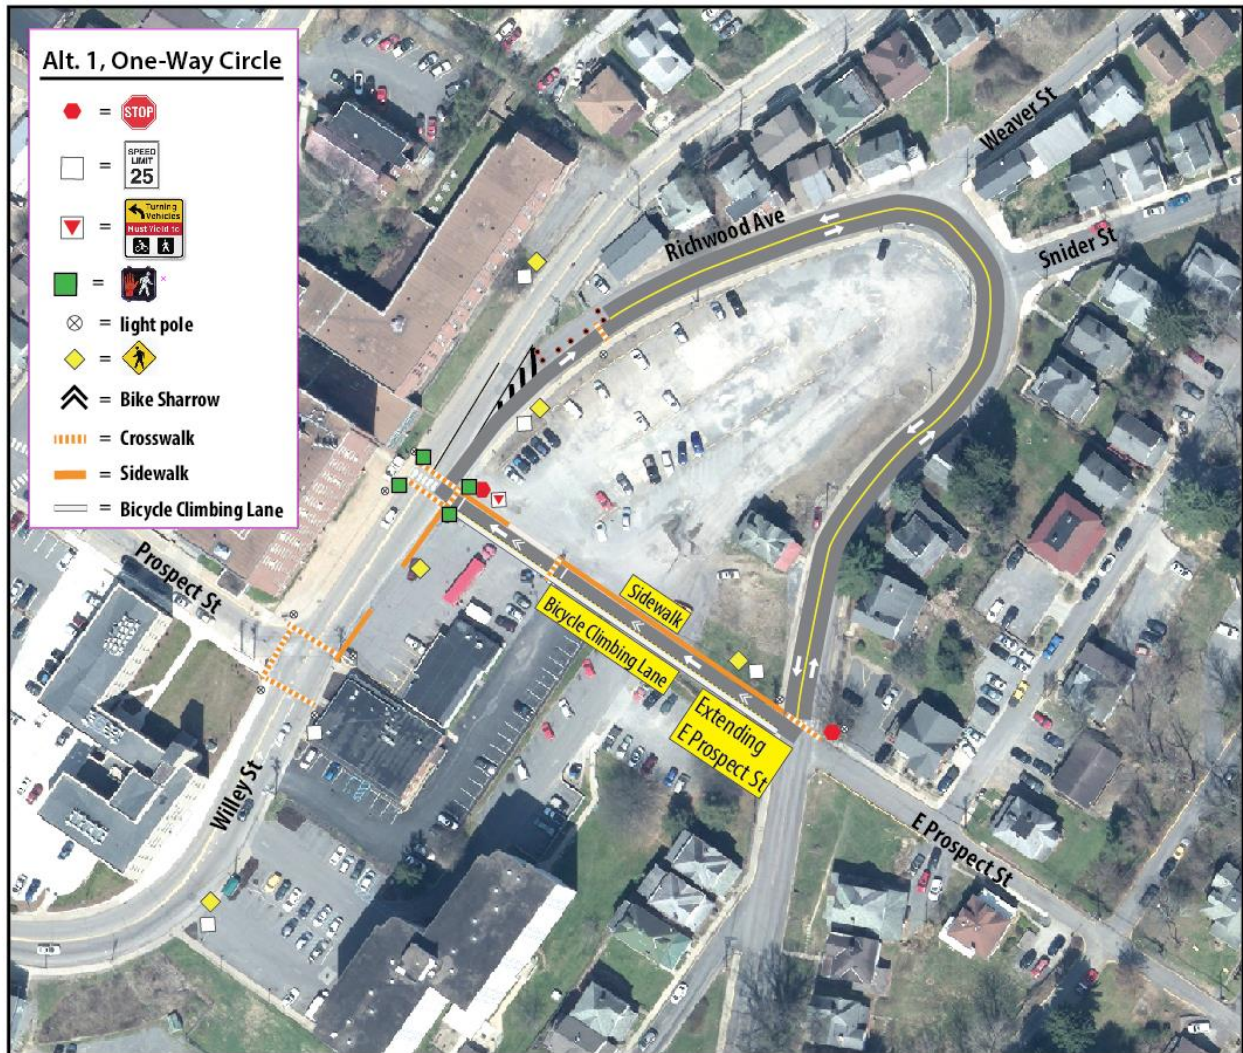 Alt. 1, One-Way Circle
= STOP
= SPEED
LIMIT
25
= Turning
Vehicles
Must Yield to
=
= light pole
=
= Bike Sharrow
= Crosswalk
= Sidewalk
= Bicycle Climbing Lane
Weaver St
Richwood Ave
Snider St
Prospect St
Sidewalk
Bicycle Climbing Lane
Extending
E Prospect St
Willey St
E Prospect St